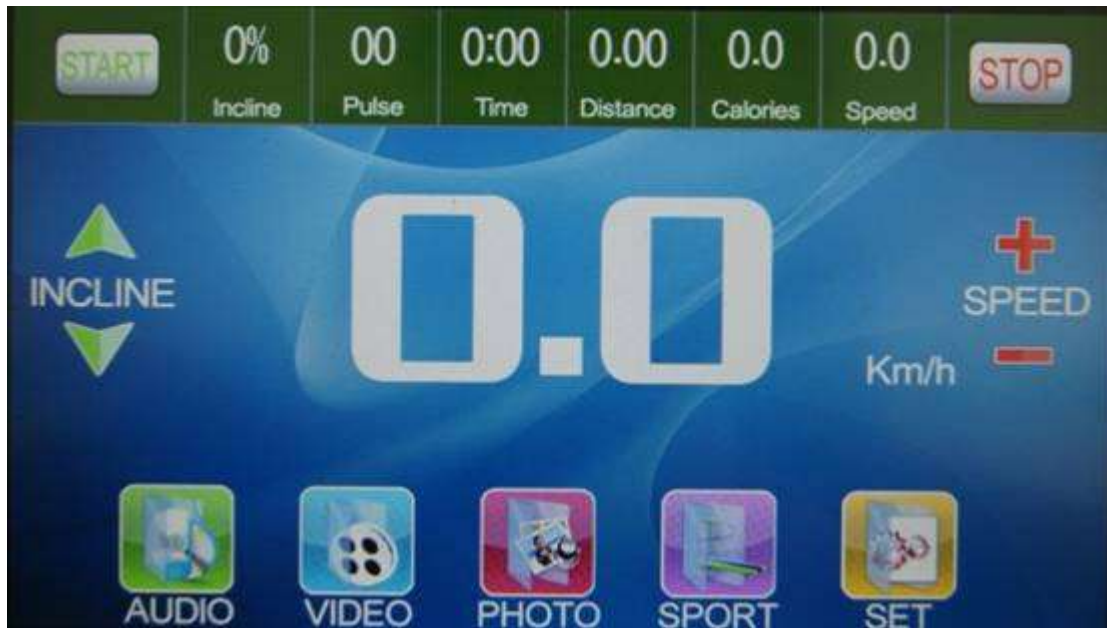 START 0% 00 0:00 0.00 0.0 0.0 STOP
Incline Pulse Time Distance Calories Speed
0.0
INCLINE
SPEED
Km/h
AUDIO VIDEO PHOTO SPORT SET